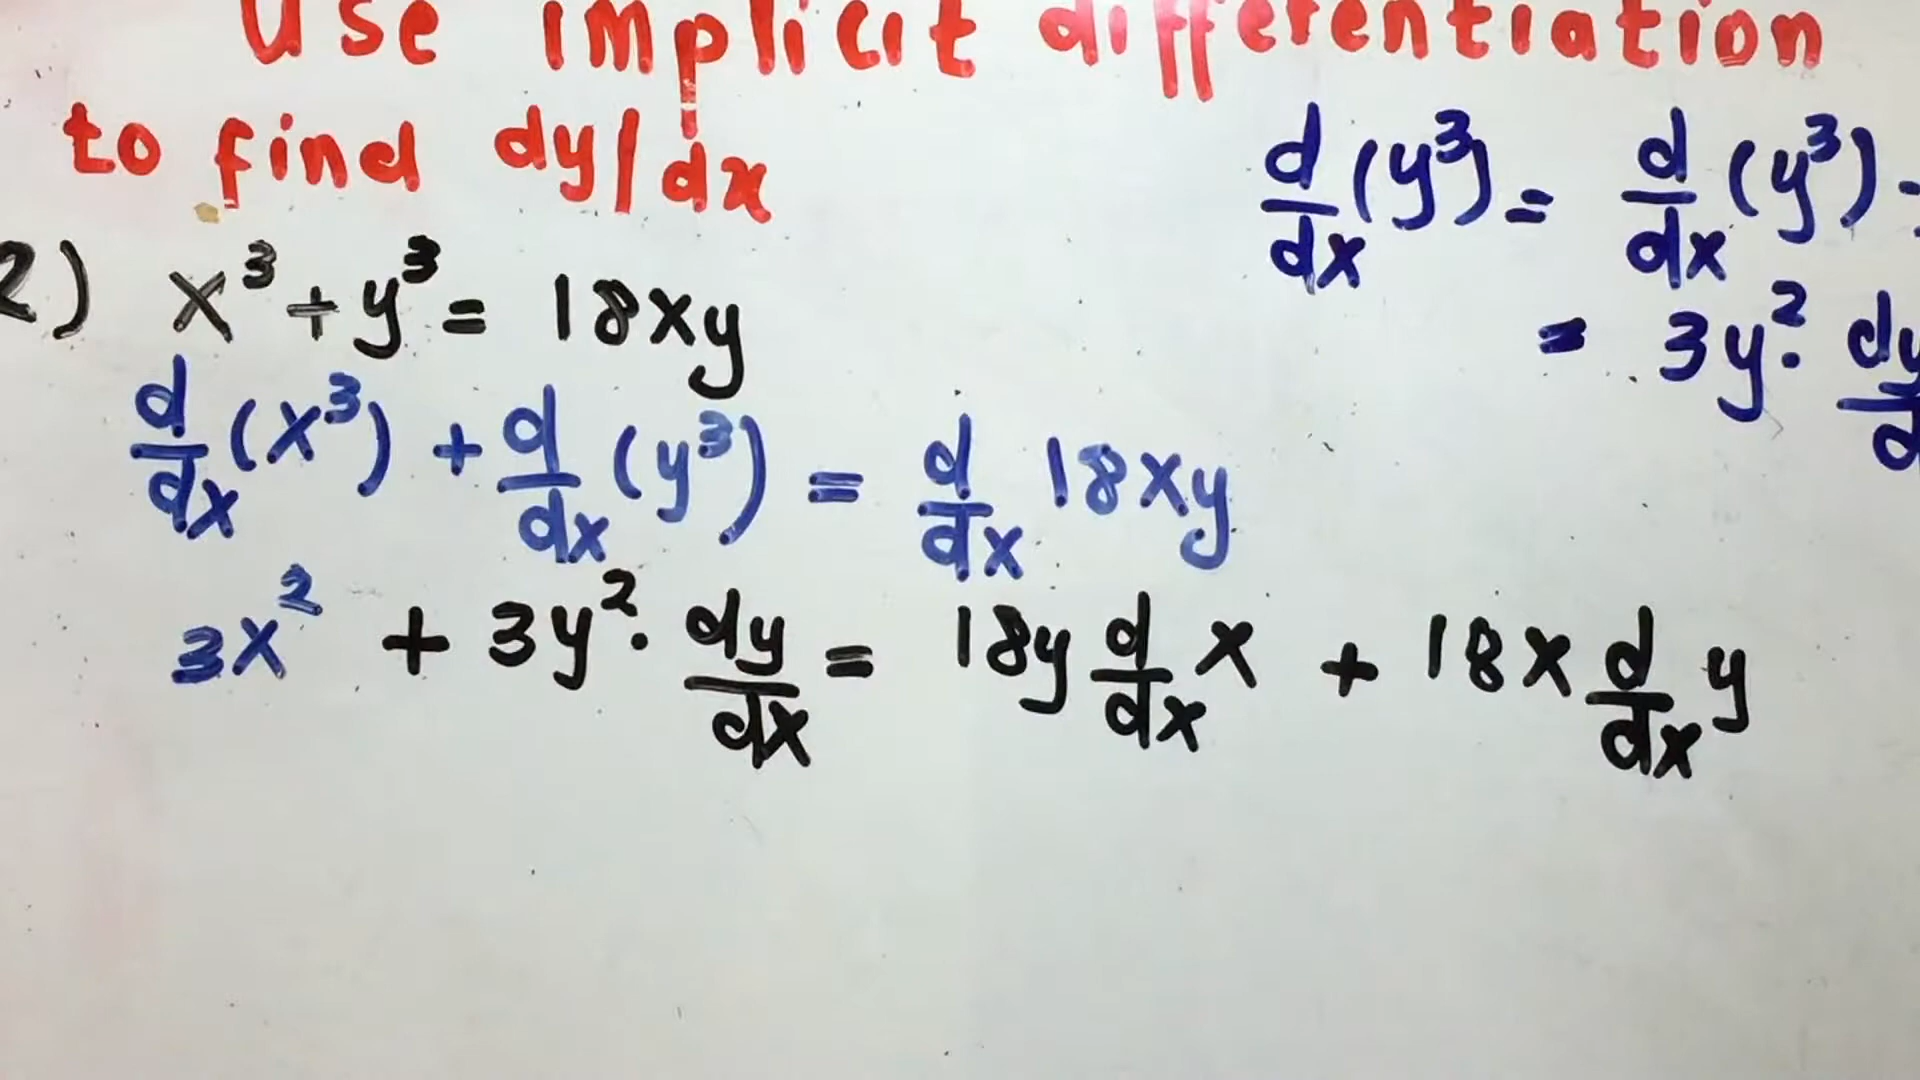 Use implicit differentiation
to find dy/dx
d/dx (y³) = d/dx (y³)
= 3y² · dy/d
2) x³ + y³ = 18xy
d/dx (x³) + d/dx (y³) = d/dx 18xy
3x² + 3y² · dy/dx = 18y d/dx x + 18x d/dx y